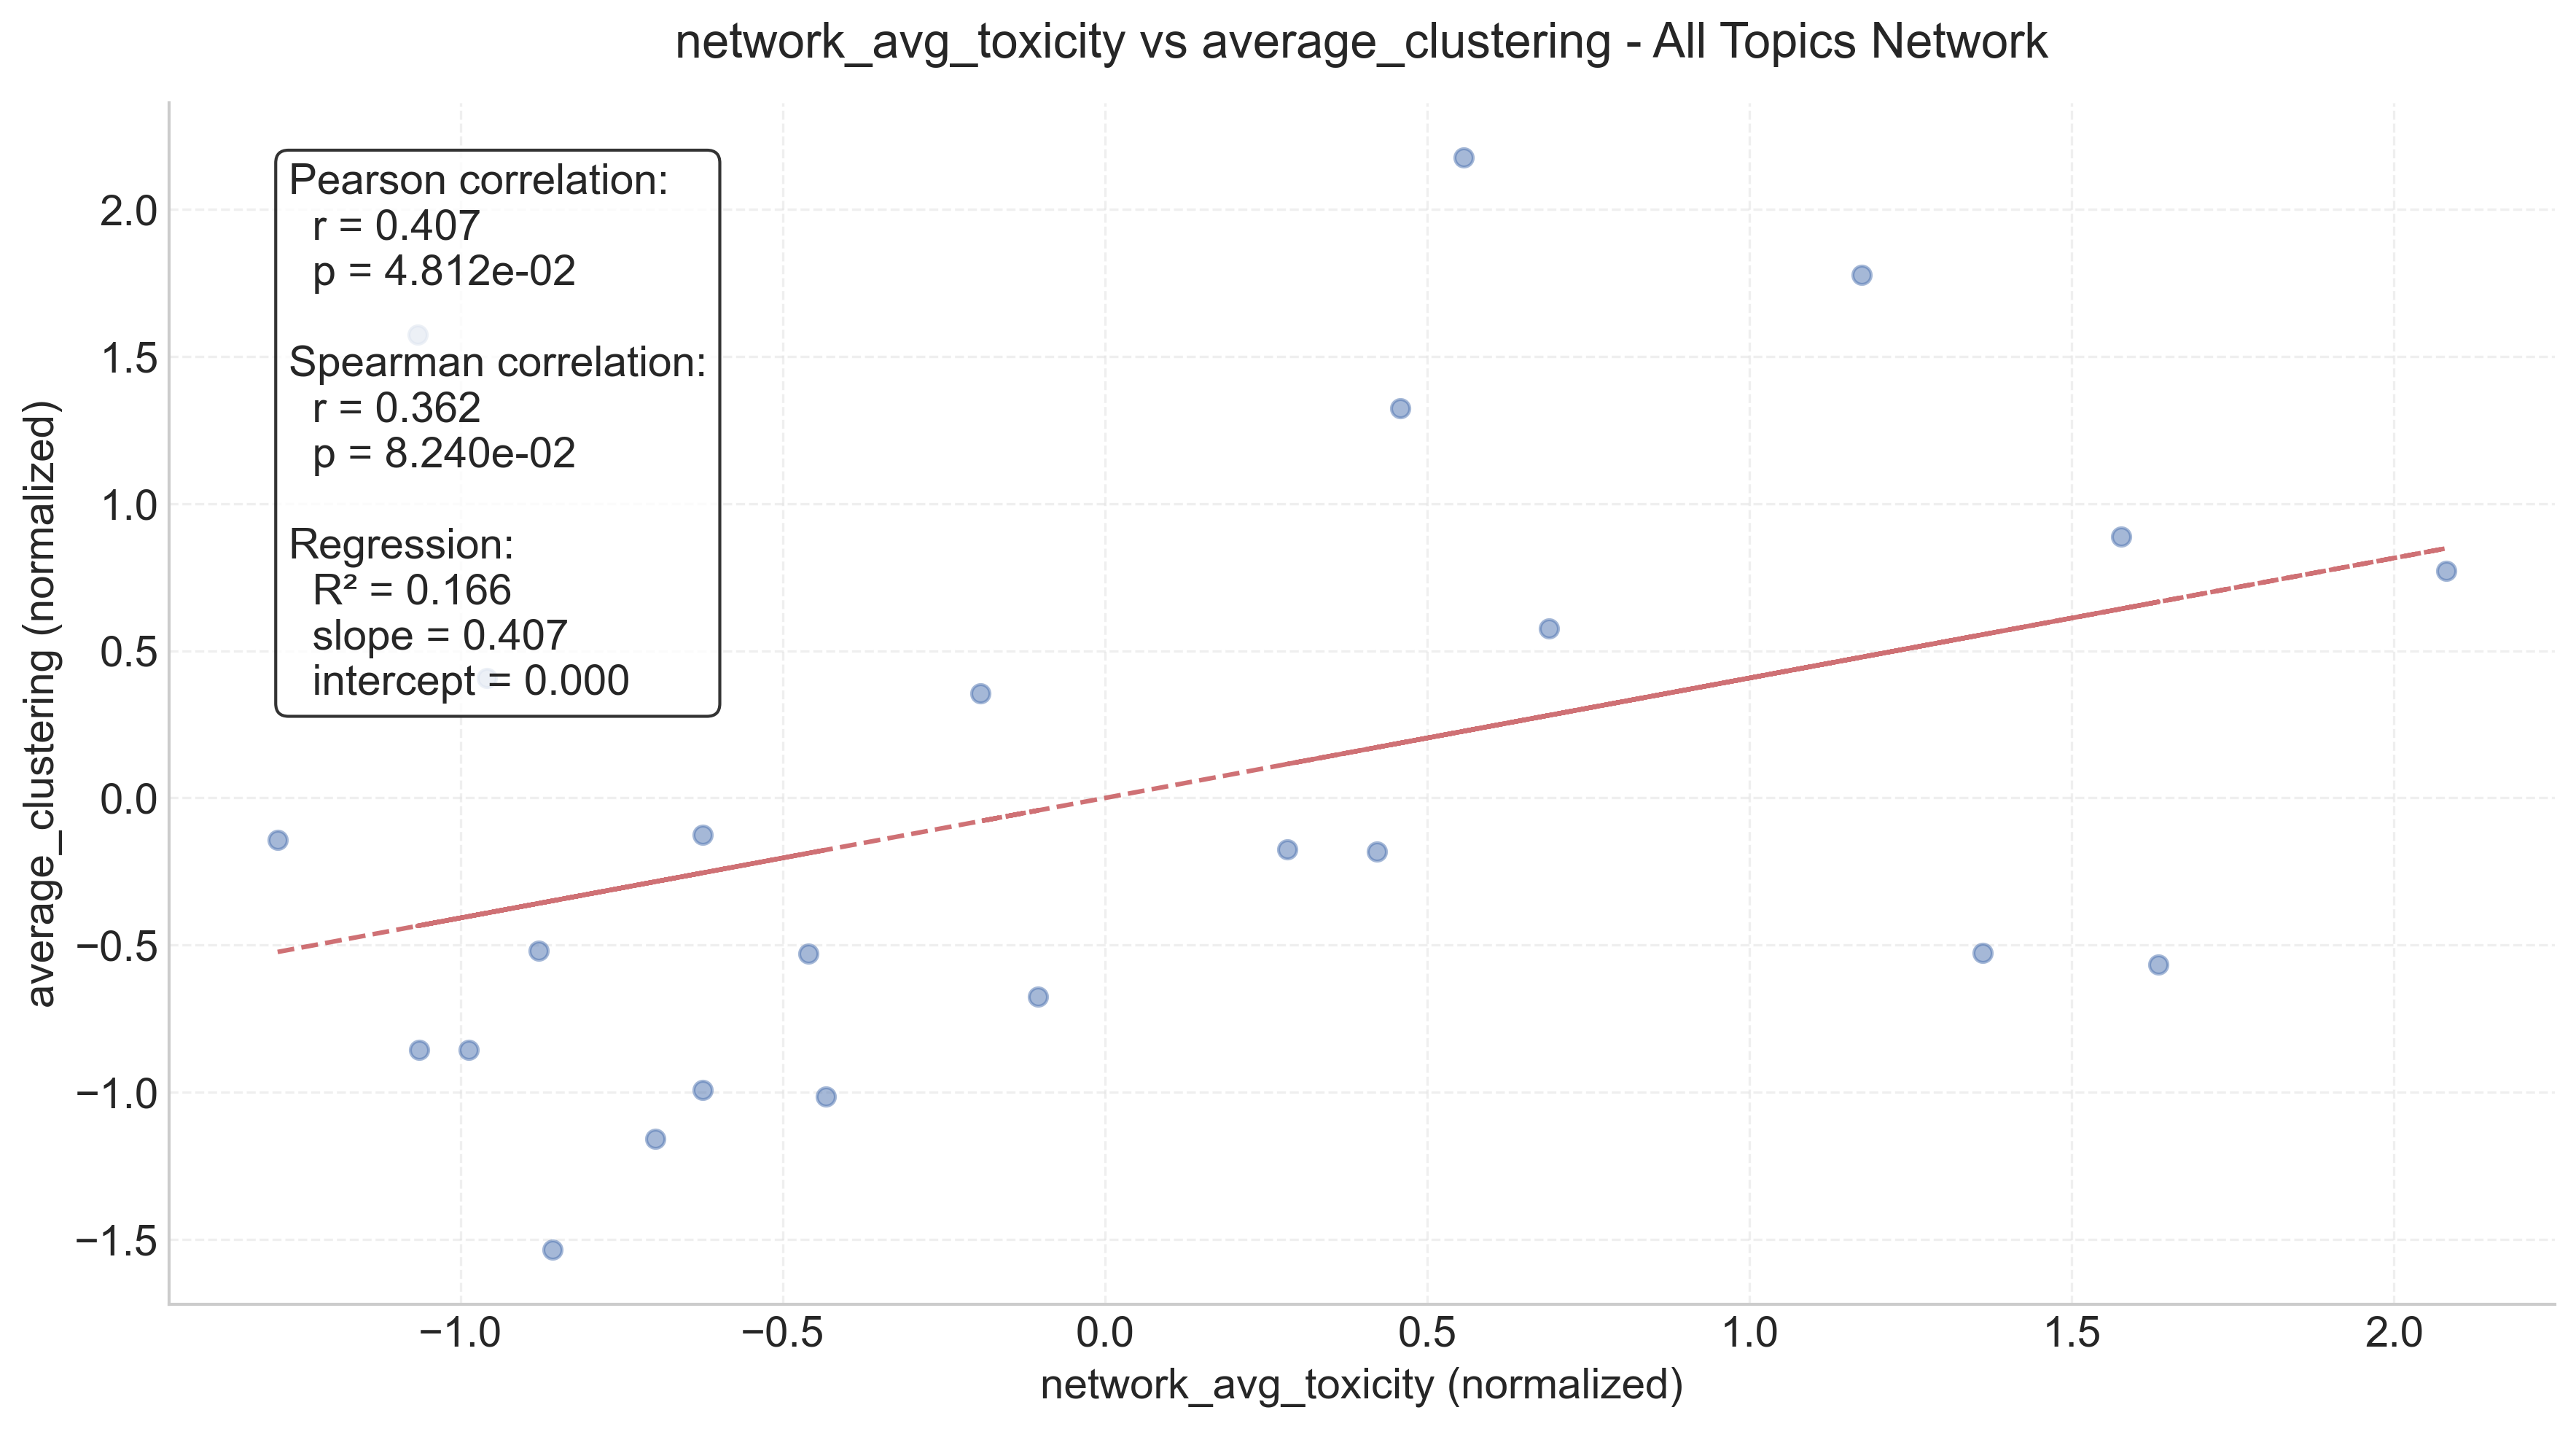 network_avg_toxicity vs average_clustering - All Topics Network
Pearson correlation:
r = 0.407
p = 4.812e-02
Spearman correlation:
r = 0.362
p = 8.240e-02
Regression:
R² = 0.166
slope = 0.407
intercept = 0.000
average_clustering (normalized)
2.0
1.5
1.0
0.5
0.0
−0.5
−1.0
−1.5
−1.0
−0.5
0.0
0.5
1.0
1.5
2.0
network_avg_toxicity (normalized)